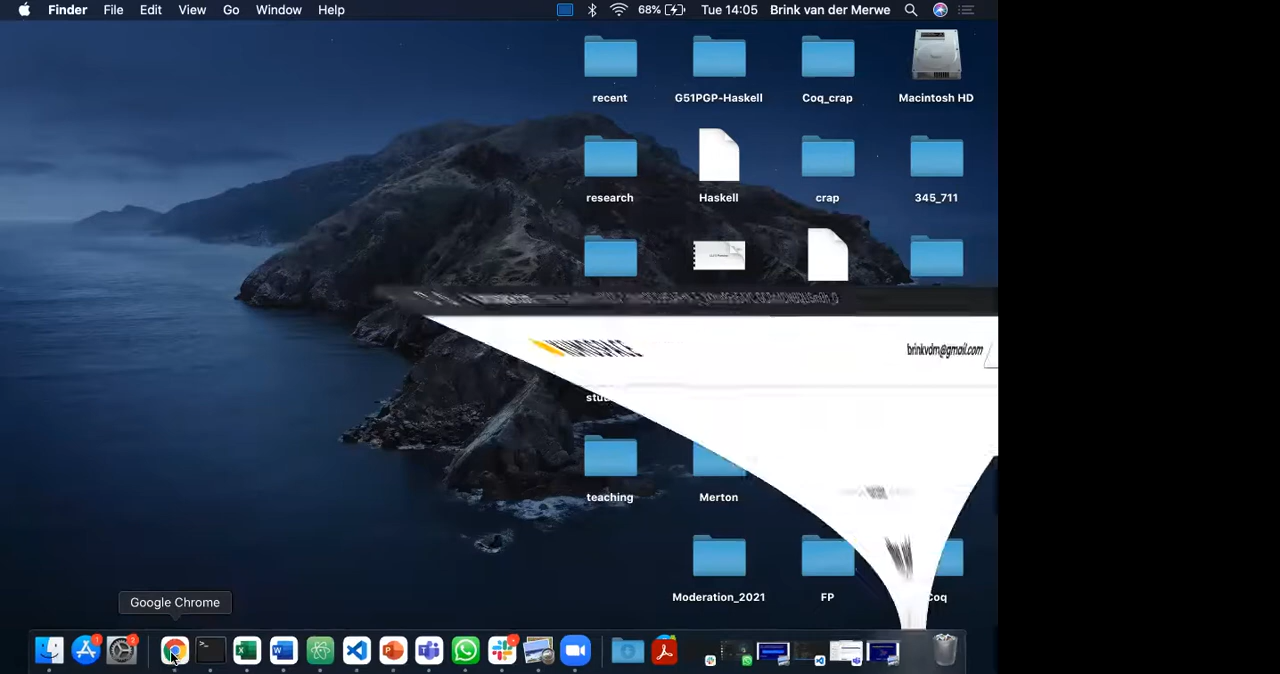 Finder File Edit View Go Window Help 68% Tue 14:05 Brink van der Merwe
recent G51PGP-Haskell Coq_crap Macintosh HD
research Haskell crap 345_711
brinkvdm@gmail.com
teaching Merton
Moderation_2021 FP Coq
Google Chrome